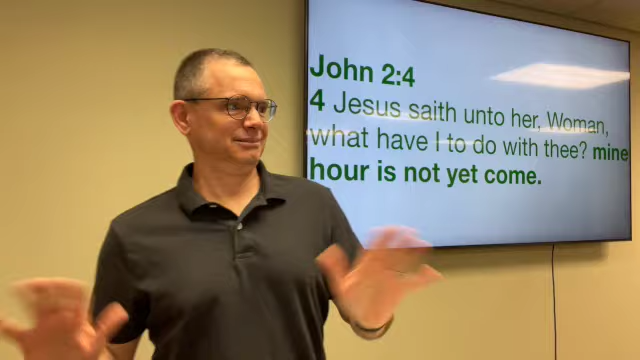 John 2:4
4 Jesus saith unto her, Woman,
what have I to do with thee? mine
hour is not yet come.